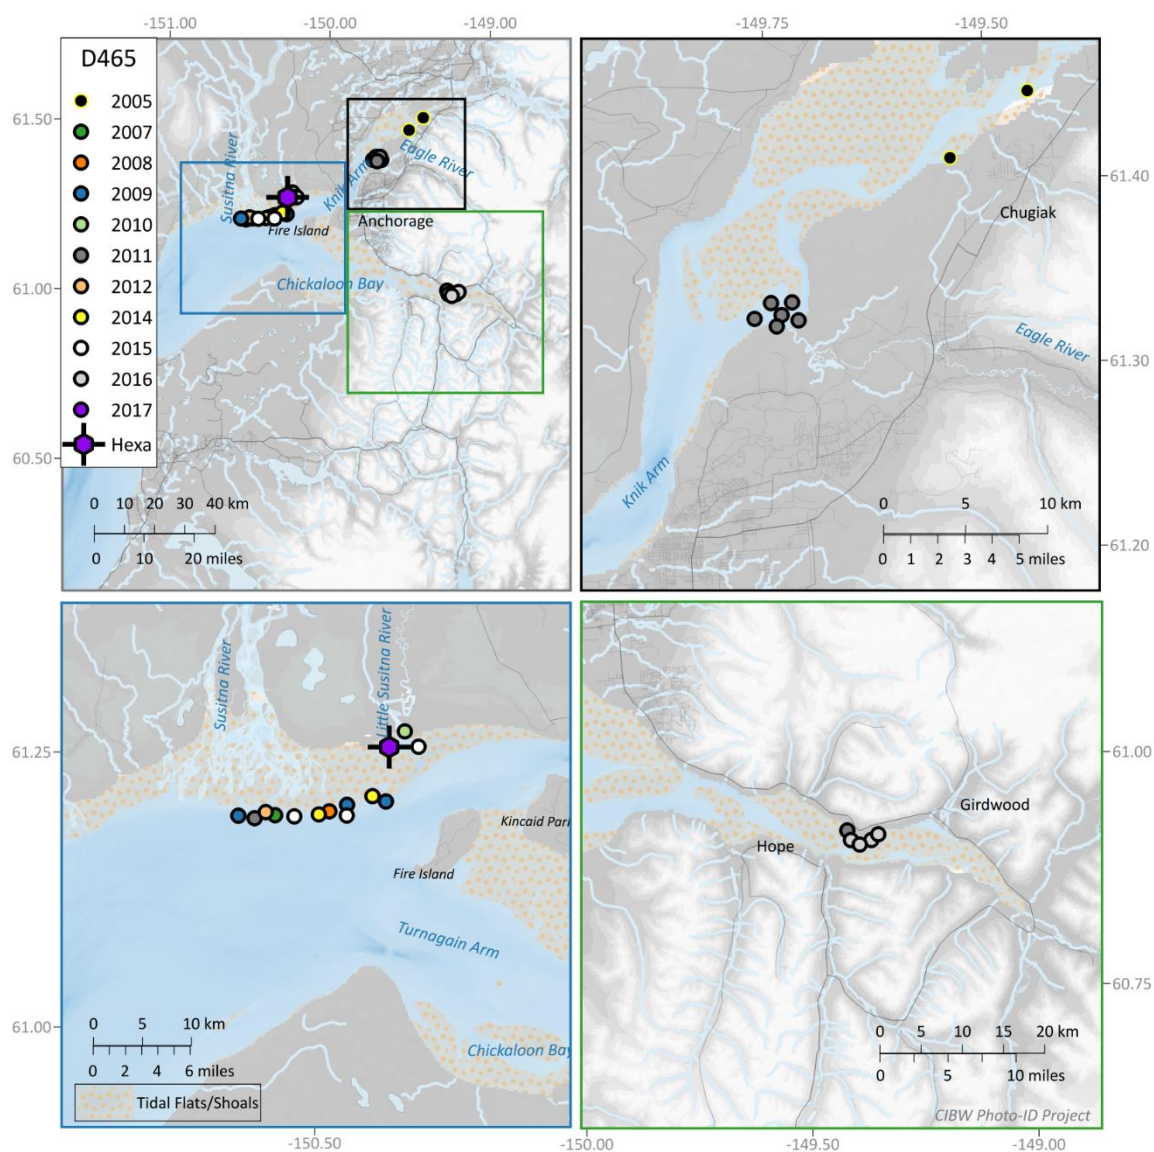 -151.00 -150.00 -149.00 -149.75 -149.50
D465
2005
2007
2008
2009
2010
2011
2012
2014
2015
2016
2017
Hexa
61.50
61.00
60.50
Susitna River
Knik Arm
Eagle River
Anchorage
Fire Island
Chickaloon Bay
0 10 20 30 40 km
0 10 20 miles
61.40
61.30
61.20
Chugiak
Eagle River
Knik Arm
0 5 10 km
0 1 2 3 4 5 miles
Susitna River
Little Susitna River
61.25
61.00
Kincaid Par
Fire Island
Turnagain Arm
Chickaloon Bay
0 5 10 km
0 2 4 6 miles
Tidal Flats/Shoals
-150.50
61.00
60.75
Girdwood
Hope
0 5 10 15 20 km
0 5 10 miles
CIBW Photo-ID Project
-150.00 -149.50 -149.00